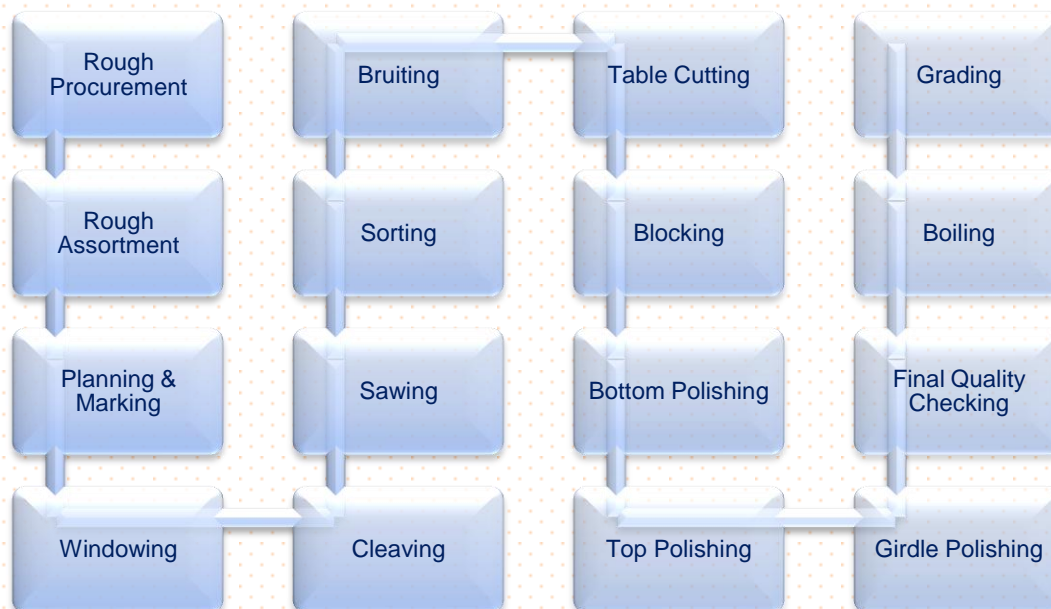 Rough
Procurement
Rough
Assortment
Planning &
Marking
Windowing
Cleaving
Sawing
Sorting
Bruiting
Table Cutting
Blocking
Bottom Polishing
Top Polishing
Girdle Polishing
Final Quality
Checking
Boiling
Grading